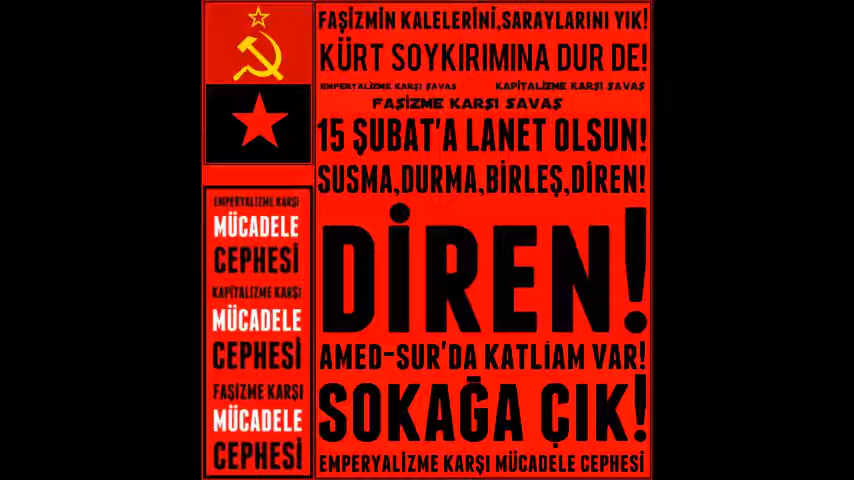 FAŞİZMİN KALELERİNİ,SARAYLARINI YIK!
KÜRT SOYKIRIMINA DUR DE!
EMPERYALİZME KARŞI SAVAŞ KAPİTALİZME KARŞI SAVAŞ
FAŞİZME KARŞI SAVAŞ
15 ŞUBAT'A LANET OLSUN!
SUSMA,DURMA,BİRLEŞ,DİREN!
DİREN!
AMED-SUR'DA KATLİAM VAR!
SOKAĞA ÇIK!
EMPERYALİZME KARŞI MÜCADELE CEPHESİ
EMPERYALİZME KARŞI
MÜCADELE
CEPHESİ
KAPİTALİZME KARŞI
MÜCADELE
CEPHESİ
FAŞİZME KARŞI
MÜCADELE
CEPHESİ